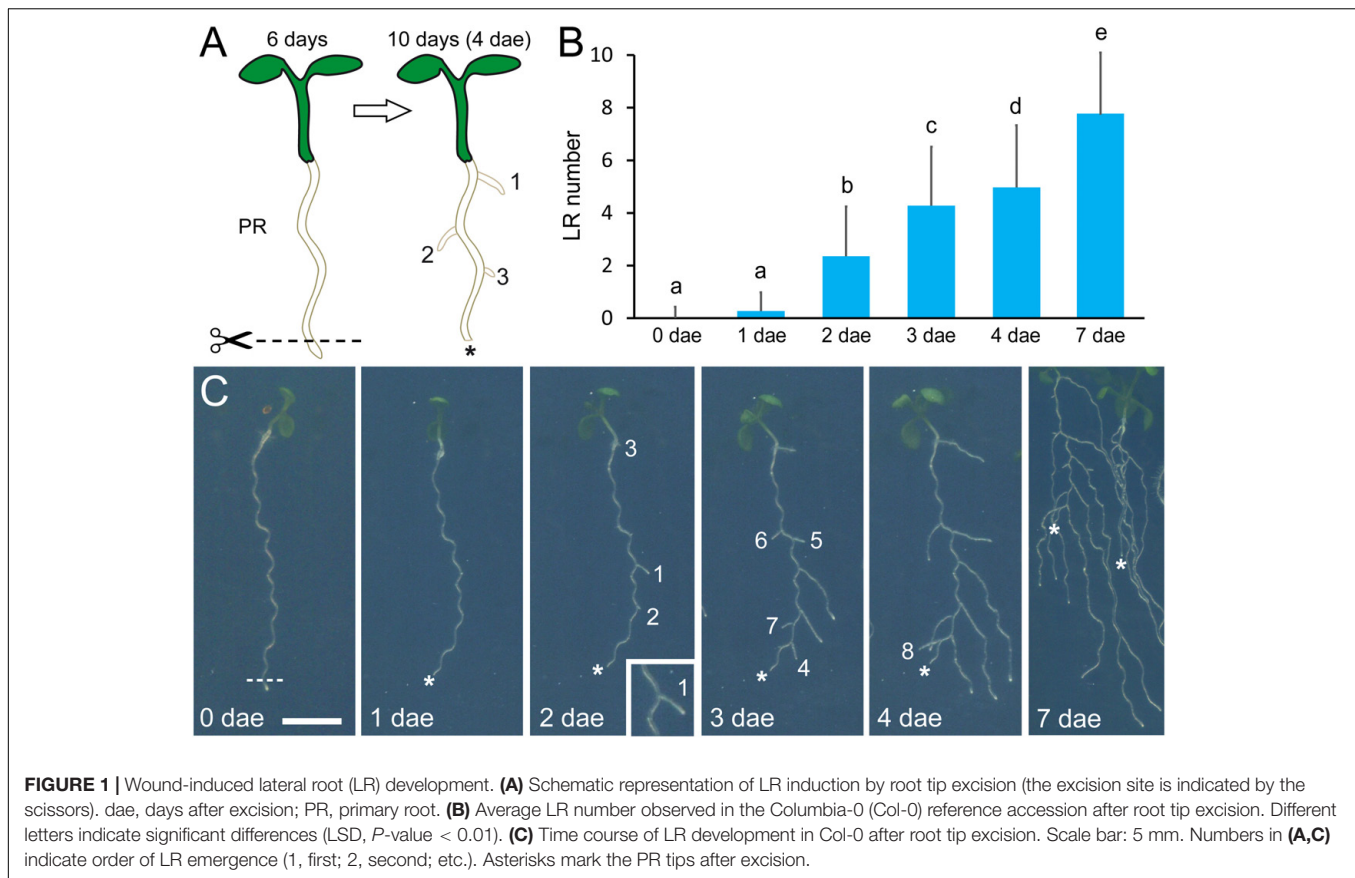 A
6 days
10 days (4 dae)
PR
1
2
3
*
B
LR number
10
8
6
4
2
0
a
a
b
c
d
e
0 dae
1 dae
2 dae
3 dae
4 dae
7 dae
C
0 dae
*
1 dae
3
1
2
*
1
2 dae
6
5
7
4
*
3 dae
8
*
4 dae
*
*
7 dae
FIGURE 1 | Wound-induced lateral root (LR) development. (A) Schematic representation of LR induction by root tip excision (the excision site is indicated by the
scissors). dae, days after excision; PR, primary root. (B) Average LR number observed in the Columbia-0 (Col-0) reference accession after root tip excision. Different
letters indicate significant differences (LSD, P-value < 0.01). (C) Time course of LR development in Col-0 after root tip excision. Scale bar: 5 mm. Numbers in (A,C)
indicate order of LR emergence (1, first; 2, second; etc.). Asterisks mark the PR tips after excision.